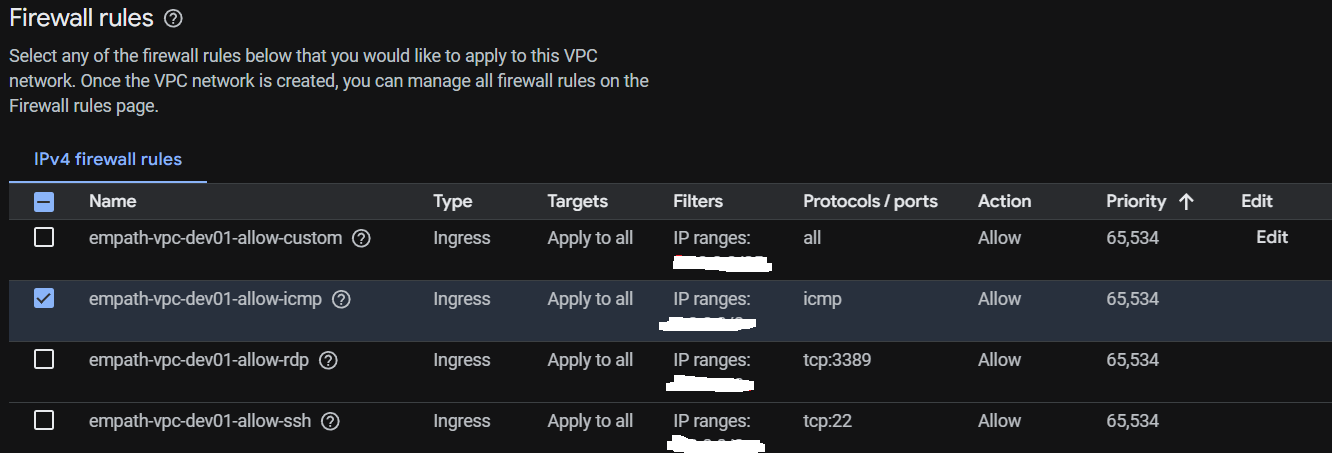 Firewall rules
Select any of the firewall rules below that you would like to apply to this VPC
network. Once the VPC network is created, you can manage all firewall rules on the
Firewall rules page.
IPv4 firewall rules
Name Type Targets Filters Protocols / ports Action Priority Edit
empath-vpc-dev01-allow-custom Ingress Apply to all IP ranges: all Allow 65,534 Edit
empath-vpc-dev01-allow-icmp Ingress Apply to all IP ranges: icmp Allow 65,534
empath-vpc-dev01-allow-rdp Ingress Apply to all IP ranges: tcp:3389 Allow 65,534
empath-vpc-dev01-allow-ssh Ingress Apply to all IP ranges: tcp:22 Allow 65,534